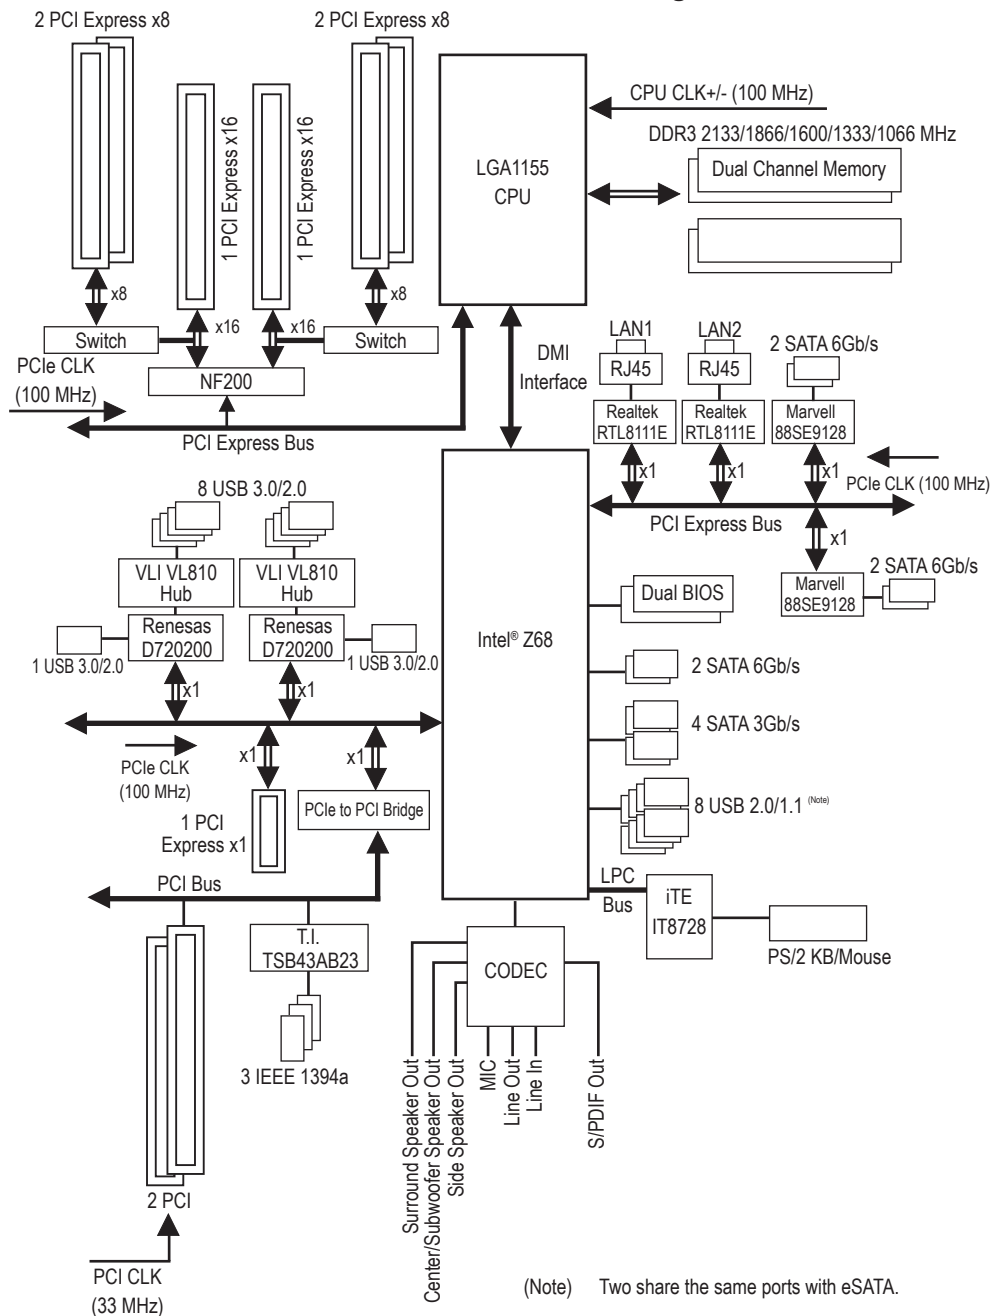 2 PCI Express x8
2 PCI Express x8
1 PCI Express x16
1 PCI Express x16
LGA1155
CPU
CPU CLK+/- (100 MHz)
DDR3 2133/1866/1600/1333/1066 MHz
Dual Channel Memory
x8
x8
Switch
x16
x16
Switch
PCIe CLK
(100 MHz)
NF200
PCI Express Bus
DMI
Interface
LAN1
RJ45
Realtek
RTL8111E
LAN2
RJ45
Realtek
RTL8111E
2 SATA 6Gb/s
Marvell
88SE9128
x1
x1
x1
PCIe CLK (100 MHz)
PCI Express Bus
x1
Marvell
88SE9128
2 SATA 6Gb/s
8 USB 3.0/2.0
VLI VL810
Hub
VLI VL810
Hub
Renesas
D720200
Renesas
D720200
1 USB 3.0/2.0
1 USB 3.0/2.0
x1
x1
Intel® Z68
Dual BIOS
2 SATA 6Gb/s
4 SATA 3Gb/s
8 USB 2.0/1.1 (Note)
PCIe CLK
(100 MHz)
x1
x1
1 PCI
Express x1
PCIe to PCI Bridge
PCI Bus
LPC
Bus
iTE
IT8728
PS/2 KB/Mouse
T.I.
TSB43AB23
3 IEEE 1394a
CODEC
Surround Speaker Out
Center/Subwoofer Speaker Out
Side Speaker Out
MIC
Line Out
Line In
S/PDIF Out
2 PCI
PCI CLK
(33 MHz)
(Note) Two share the same ports with eSATA.